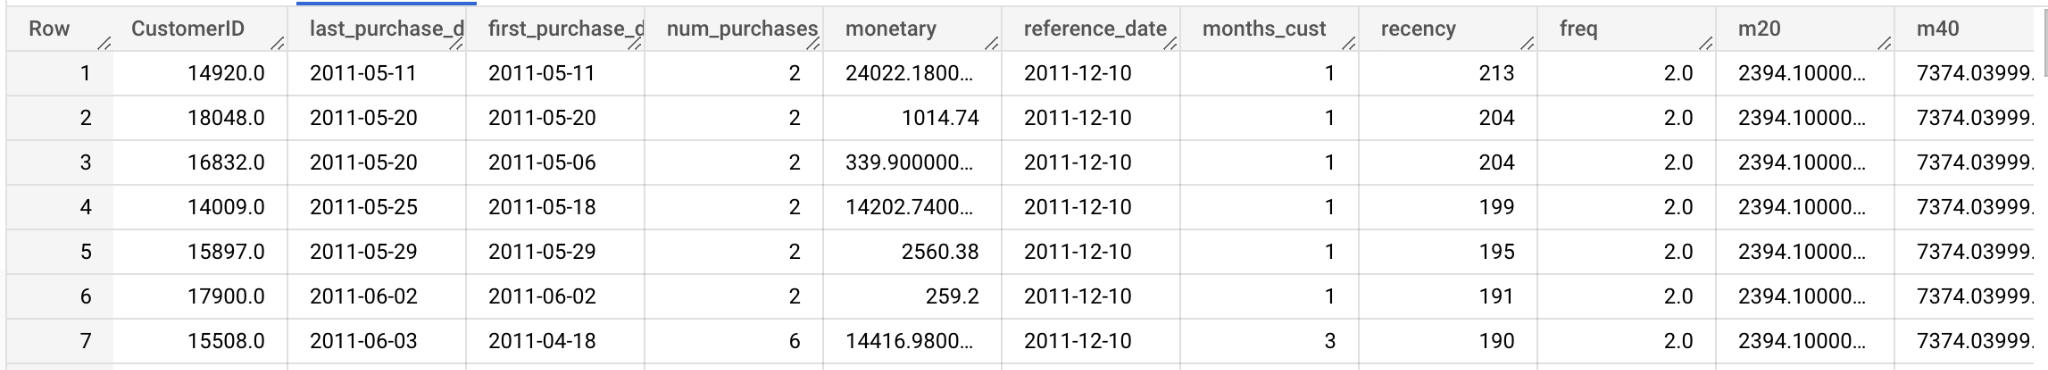 Row CustomerID last_purchase_d first_purchase_d num_purchases monetary reference_date months_cust recency freq m20 m40
1 14920.0 2011-05-11 2011-05-11 2 24022.1800... 2011-12-10 1 213 2.0 2394.10000... 7374.03999.
2 18048.0 2011-05-20 2011-05-20 2 1014.74 2011-12-10 1 204 2.0 2394.10000... 7374.03999.
3 16832.0 2011-05-20 2011-05-06 2 339.900000... 2011-12-10 1 204 2.0 2394.10000... 7374.03999.
4 14009.0 2011-05-25 2011-05-18 2 14202.7400... 2011-12-10 1 199 2.0 2394.10000... 7374.03999.
5 15897.0 2011-05-29 2011-05-29 2 2560.38 2011-12-10 1 195 2.0 2394.10000... 7374.03999.
6 17900.0 2011-06-02 2011-06-02 2 259.2 2011-12-10 1 191 2.0 2394.10000... 7374.03999.
7 15508.0 2011-06-03 2011-04-18 6 14416.9800... 2011-12-10 3 190 2.0 2394.10000... 7374.03999.